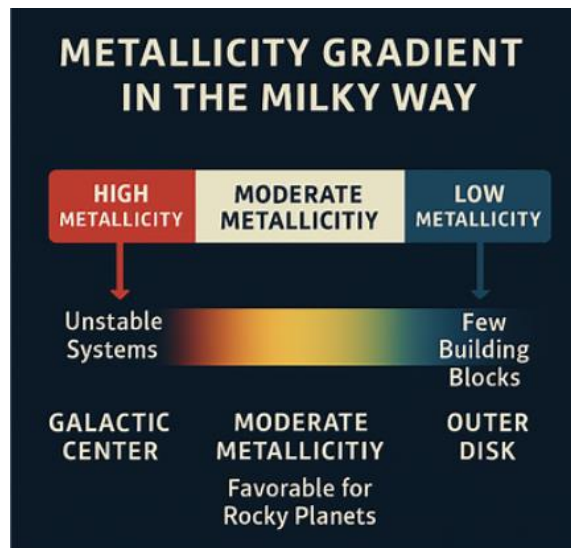 METALLICITY GRADIENT
IN THE MILKY WAY
HIGH
METALLICITY
MODERATE
METALLICITIY
LOW
METALLICITY
Unstable
Systems
Few
Building
Blocks
GALACTIC
CENTER
MODERATE
METALLICITIY
Favorable for
Rocky Planets
OUTER
DISK